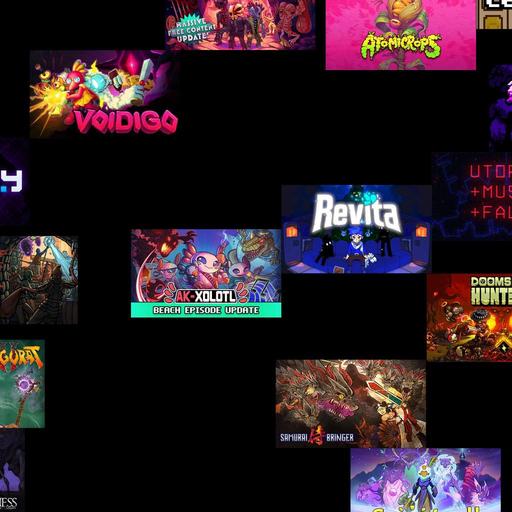 MASSIVE
FREE CONTENT
UPDATE!
ATOMICROPS
VOIDIGO
UTOP
+MUS
+FAL
Revita
AK-XOLOTL
BEACH EPISODE UPDATE
DOOMS
HUNTE
GURAT
SAMURAI BRINGER
NESS